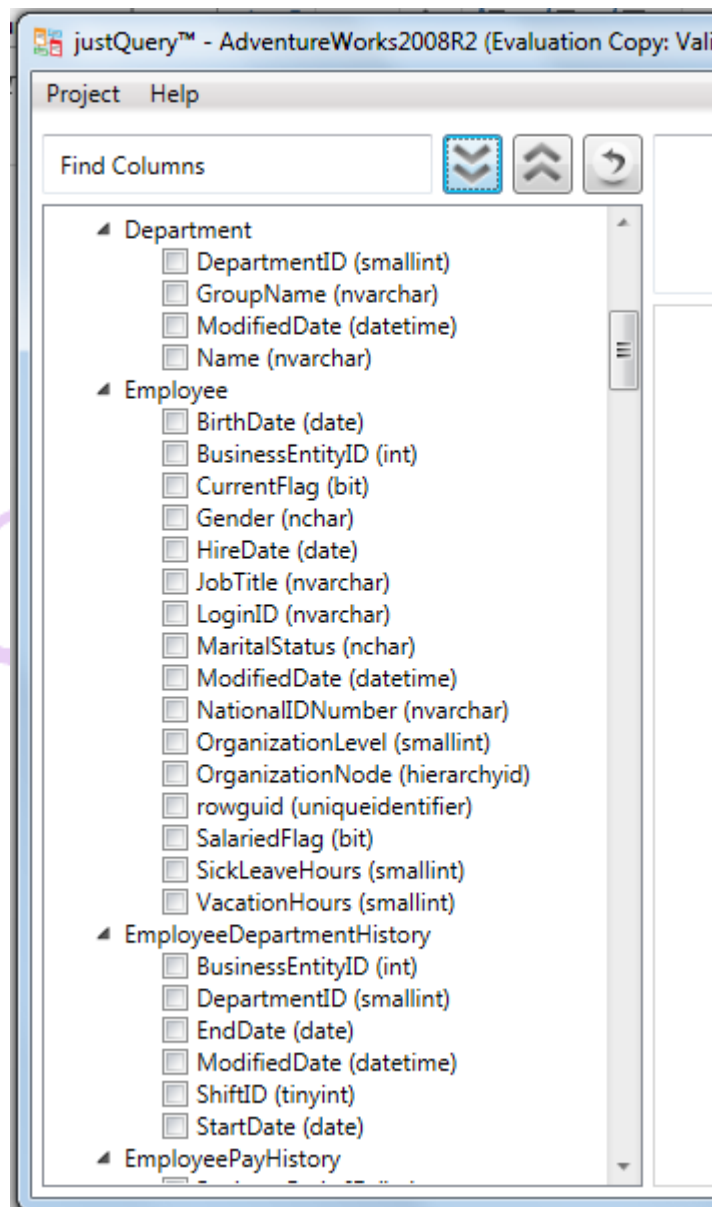 justQuery™ - AdventureWorks2008R2 (Evaluation Copy: Vali
Project Help
Find Columns
Department
DepartmentID (smallint)
GroupName (nvarchar)
ModifiedDate (datetime)
Name (nvarchar)
Employee
BirthDate (date)
BusinessEntityID (int)
CurrentFlag (bit)
Gender (nchar)
HireDate (date)
JobTitle (nvarchar)
LoginID (nvarchar)
MaritalStatus (nchar)
ModifiedDate (datetime)
NationalIDNumber (nvarchar)
OrganizationLevel (smallint)
OrganizationNode (hierarchyid)
rowguid (uniqueidentifier)
SalariedFlag (bit)
SickLeaveHours (smallint)
VacationHours (smallint)
EmployeeDepartmentHistory
BusinessEntityID (int)
DepartmentID (smallint)
EndDate (date)
ModifiedDate (datetime)
ShiftID (tinyint)
StartDate (date)
EmployeePayHistory